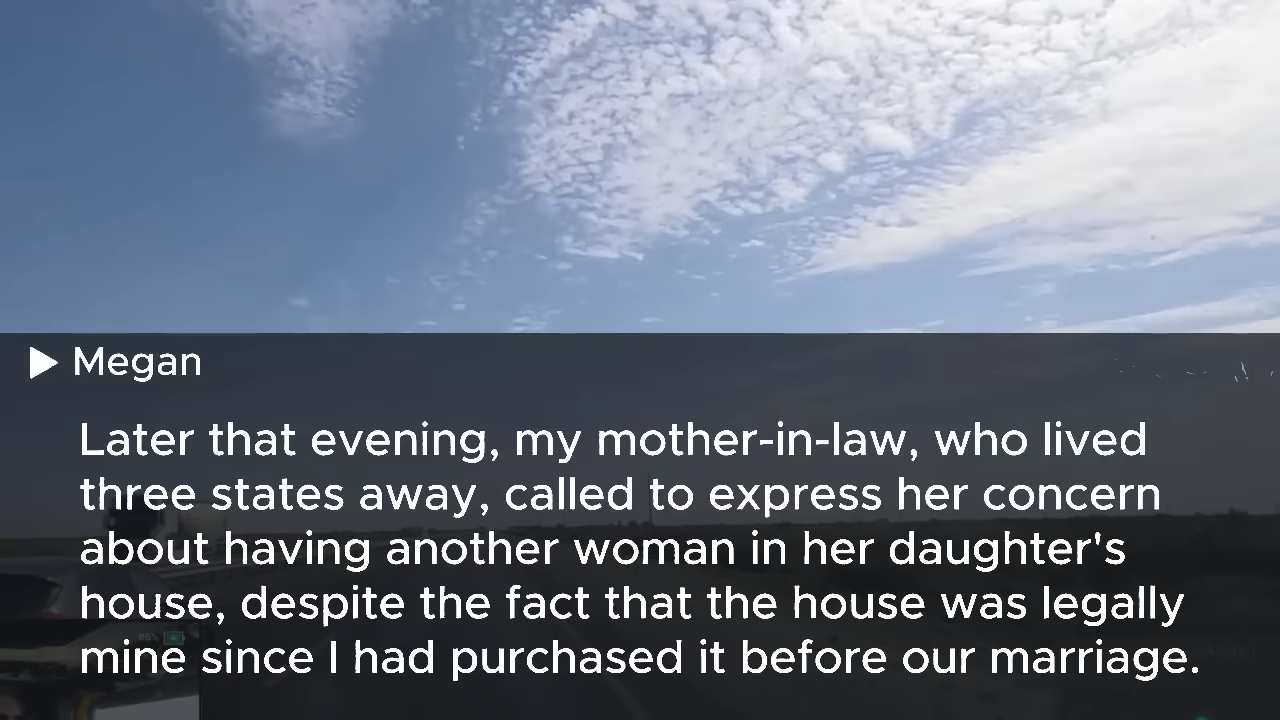 Megan
Later that evening, my mother-in-law, who lived
three states away, called to express her concern
about having another woman in her daughter's
house, despite the fact that the house was legally
mine since I had purchased it before our marriage.
86%